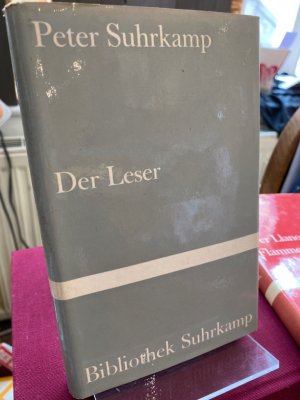 Peter Suhrkamp
Der Leser
Bibliothek Suhrkamp